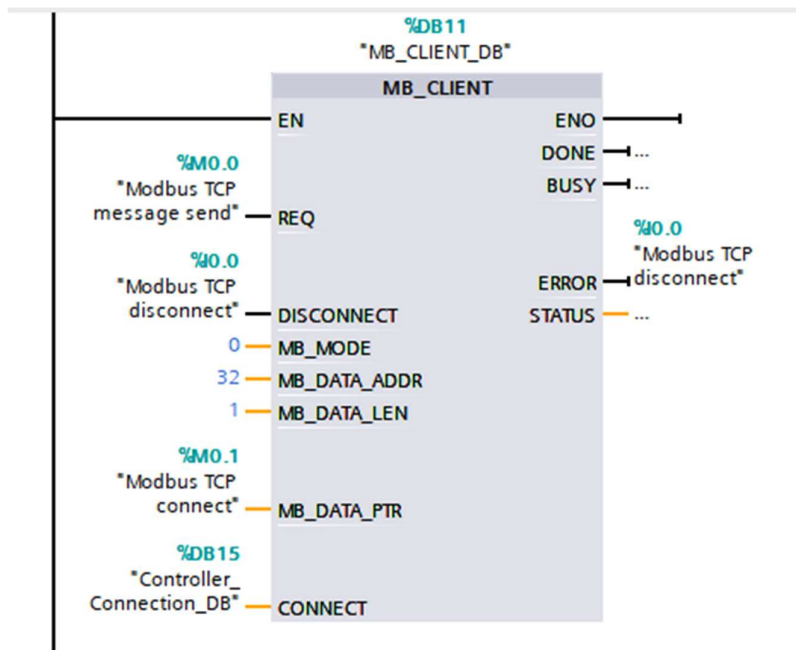 %DB11
"MB_CLIENT_DB"
MB_CLIENT
EN
ENO
DONE
...
BUSY
...
%M0.0
"Modbus TCP
message send"
REQ
%I0.0
"Modbus TCP
disconnect"
ERROR
%I0.0
"Modbus TCP
disconnect"
DISCONNECT
STATUS
...
0
MB_MODE
32
MB_DATA_ADDR
1
MB_DATA_LEN
%M0.1
"Modbus TCP
connect"
MB_DATA_PTR
%DB15
"Controller_
Connection_DB"
CONNECT